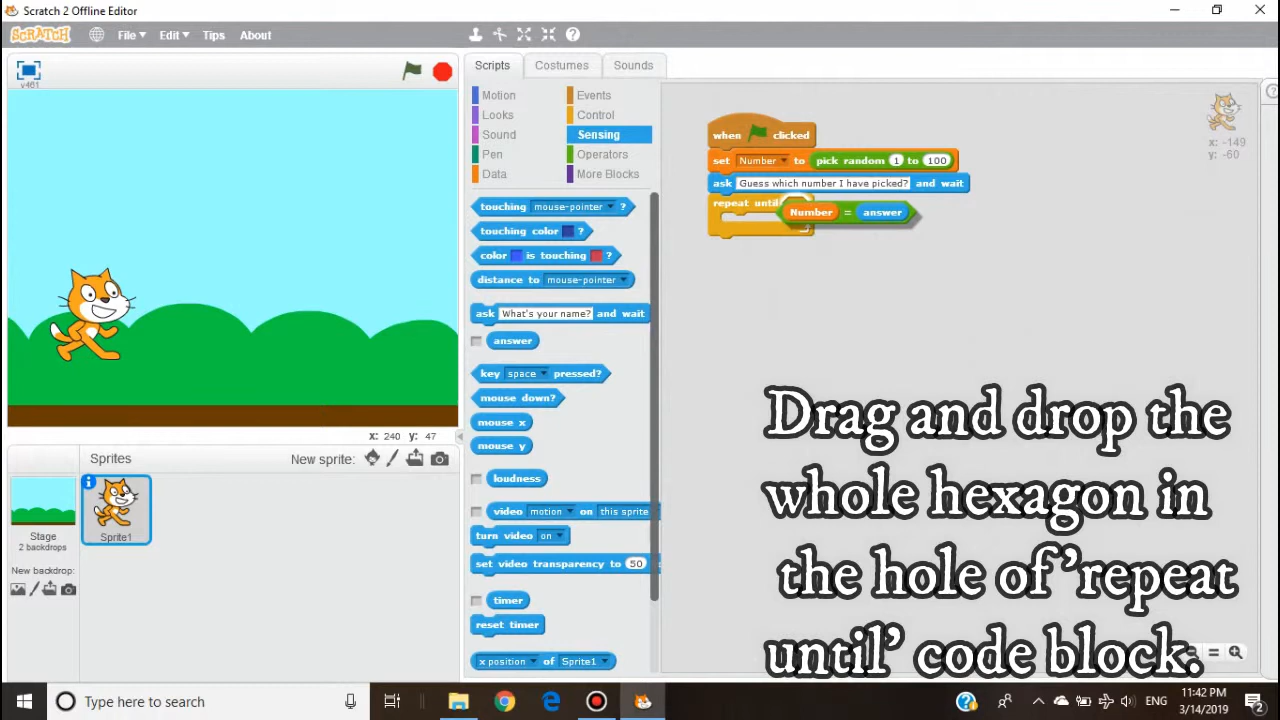 Scratch 2 Offline Editor
SCRATCH File Edit Tips About
v461
Scripts Costumes Sounds
Motion Events
Looks Control
Sound Sensing
Pen Operators
Data More Blocks
touching mouse-pointer ?
touching color ?
color is touching ?
distance to mouse-pointer
ask What's your name? and wait
answer
key space pressed?
mouse down?
mouse x
mouse y
loudness
video motion on this sprite
turn video on
set video transparency to 50
timer
reset timer
x position of Sprite1
when clicked
set Number to pick random 1 to 100
ask Guess which number I have picked? and wait
repeat until Number = answer
x: -149
y: -60
x: 240 y: 47
Sprites New sprite:
Stage
2 backdrops
New backdrop:
Sprite1
Drag and drop the
whole hexagon in
the hole of 'repeat
until' code block.
Type here to search
ENG
11:42 PM
3/14/2019
2